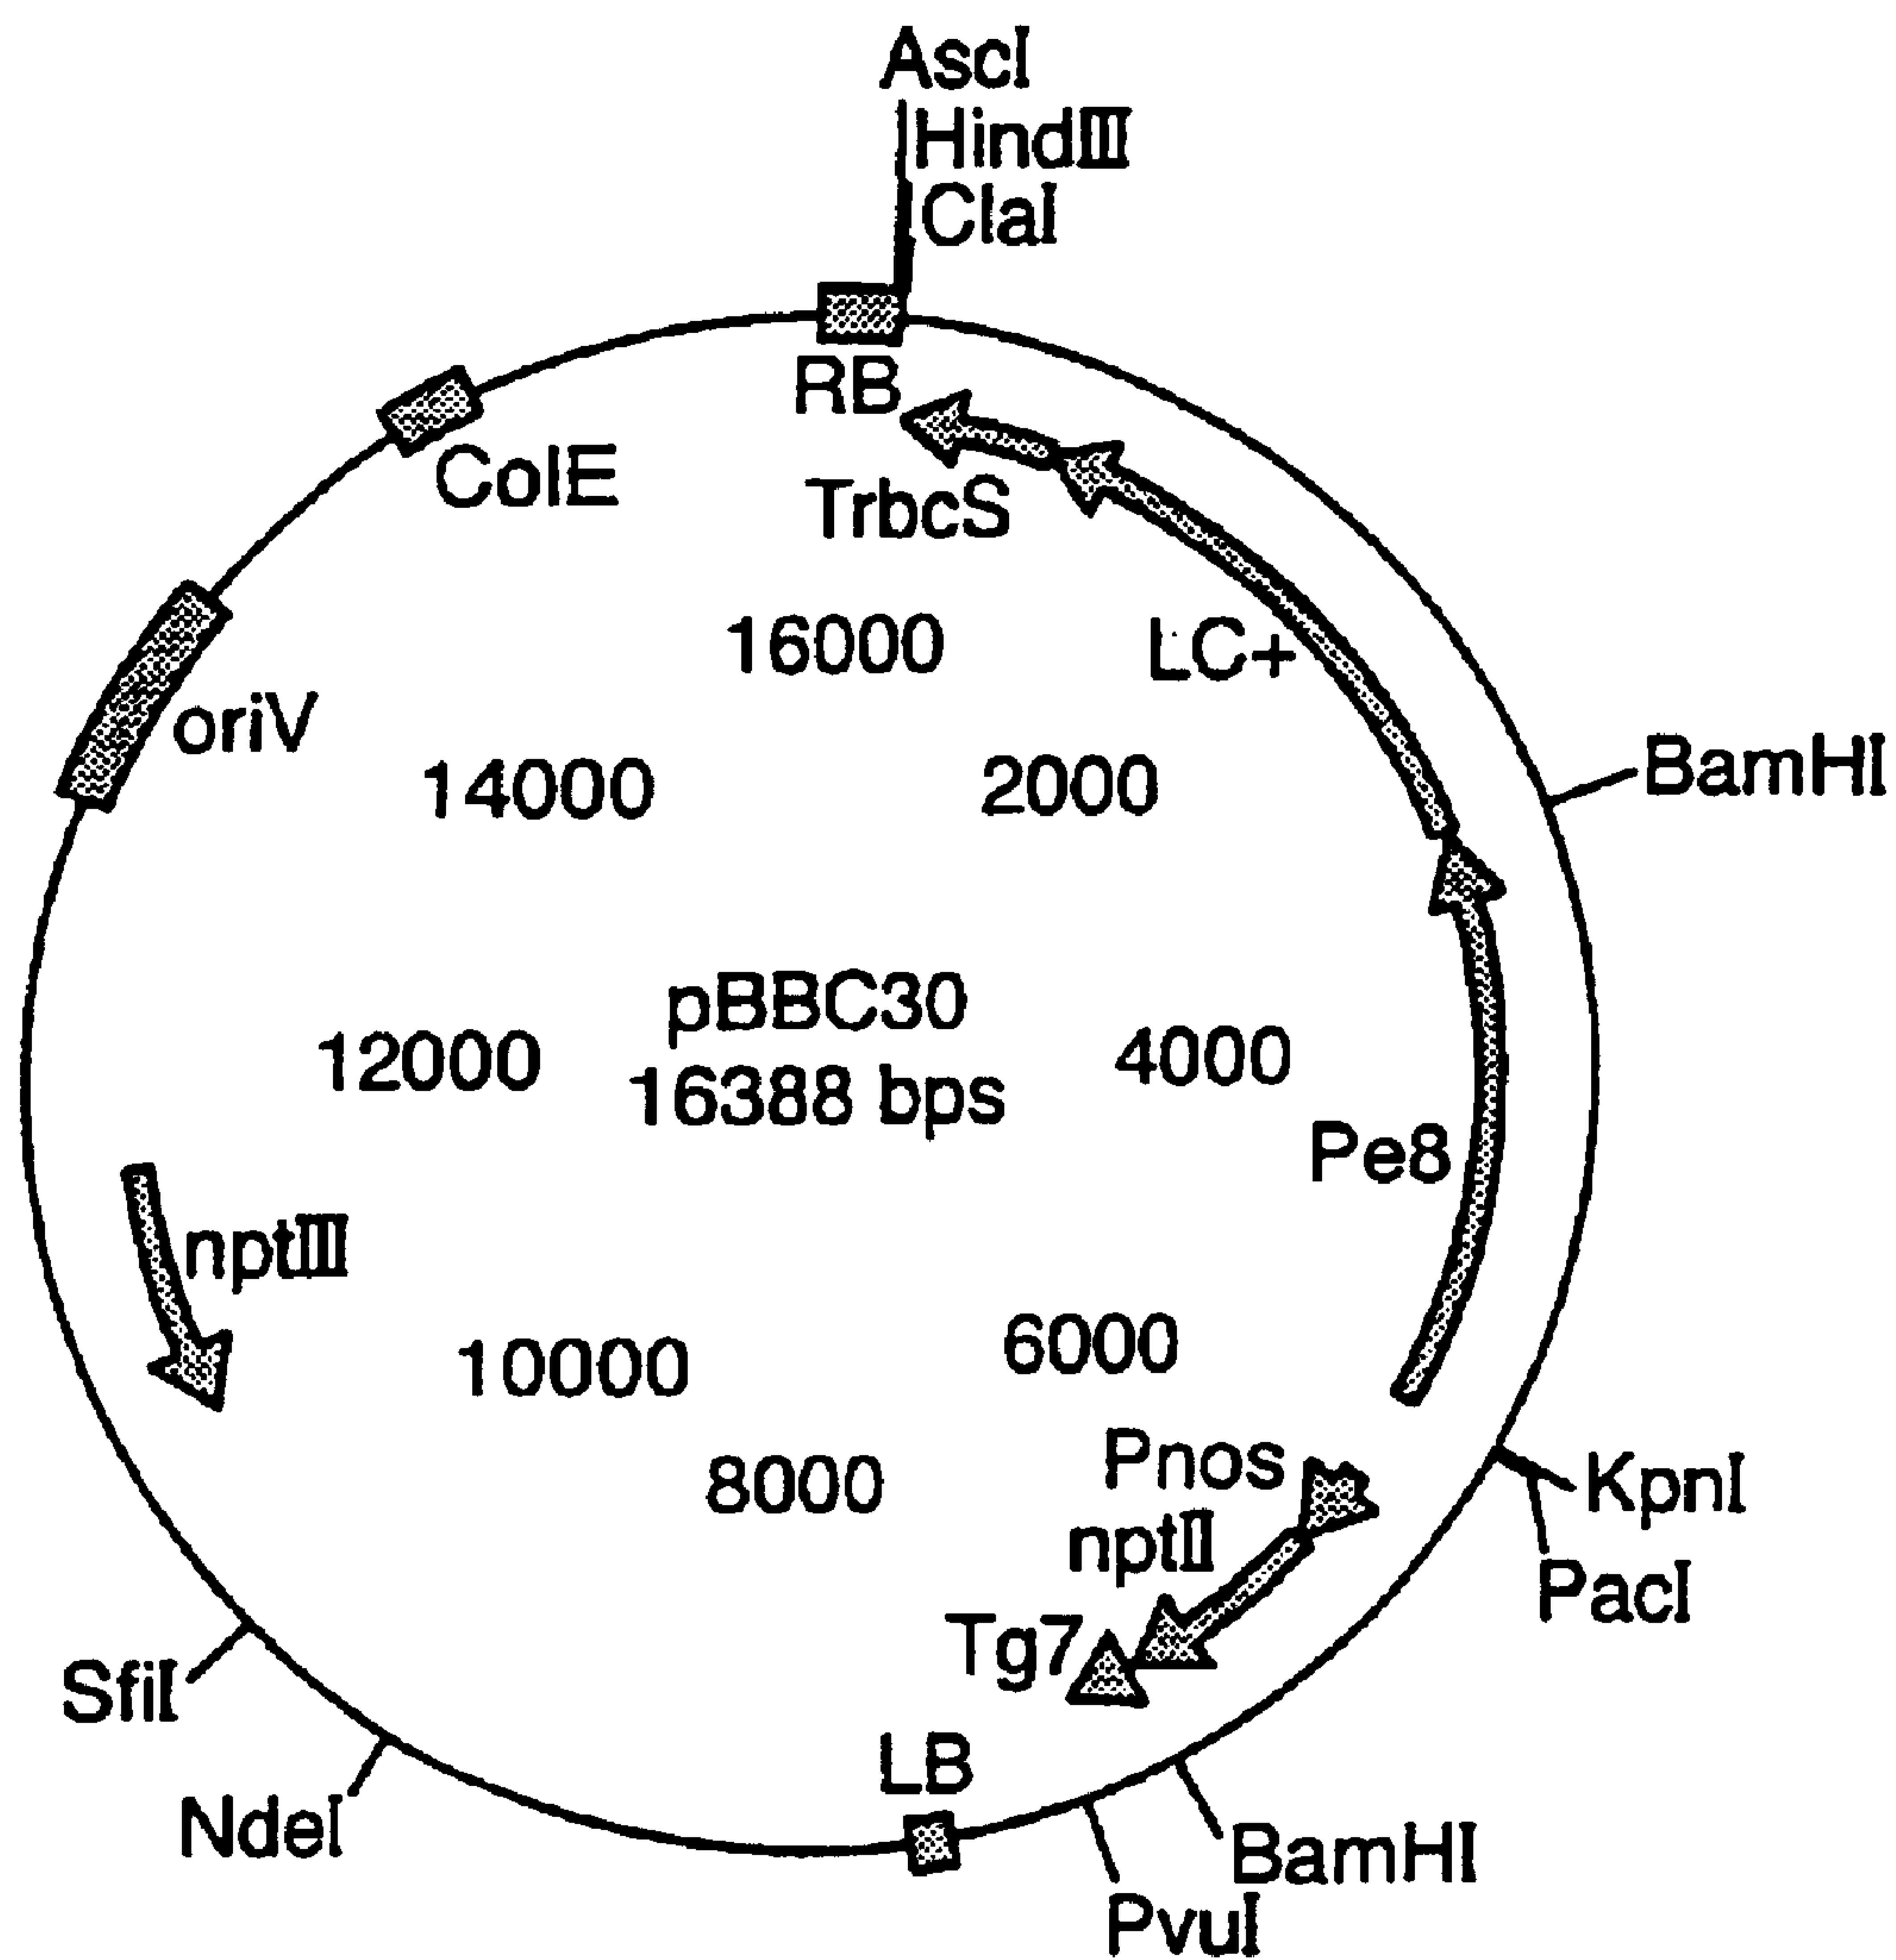 AscI
HindIII
ClaI
RB
ColE
TrbcS
16000
LC+
oriV
14000
2000
BamHI
pBBC30
16388 bps
12000
4000
Pe8
nptIII
10000
6000
8000
Pnos
KpnI
nptII
PacI
Tg7
SfiI
LB
NdeI
BamHI
PvuI